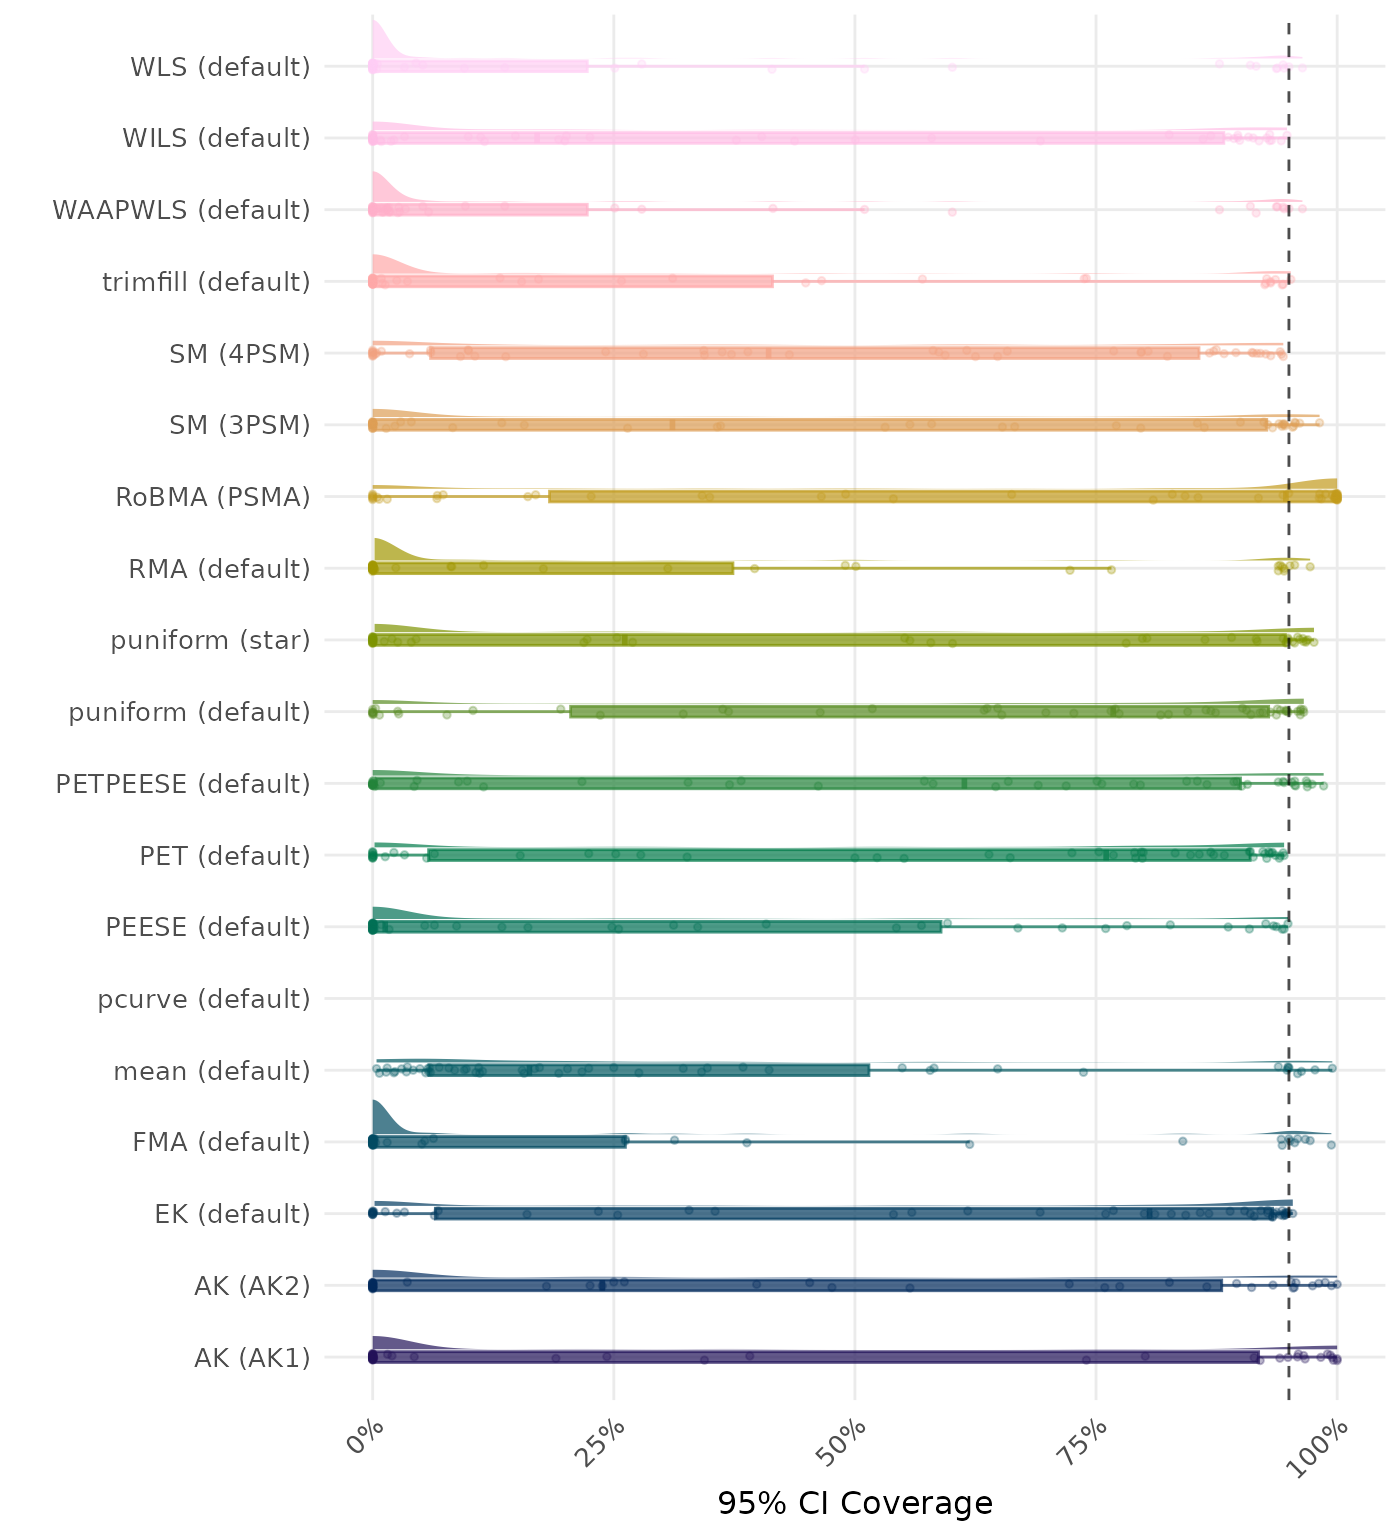 WLS (default)
WILS (default)
WAAPWLS (default)
trimfill (default)
SM (4PSM)
SM (3PSM)
RoBMA (PSMA)
RMA (default)
puniform (star)
puniform (default)
PETPEESE (default)
PET (default)
PEESE (default)
pcurve (default)
mean (default)
FMA (default)
EK (default)
AK (AK2)
AK (AK1)
0%
25%
50%
75%
100%
95% CI Coverage